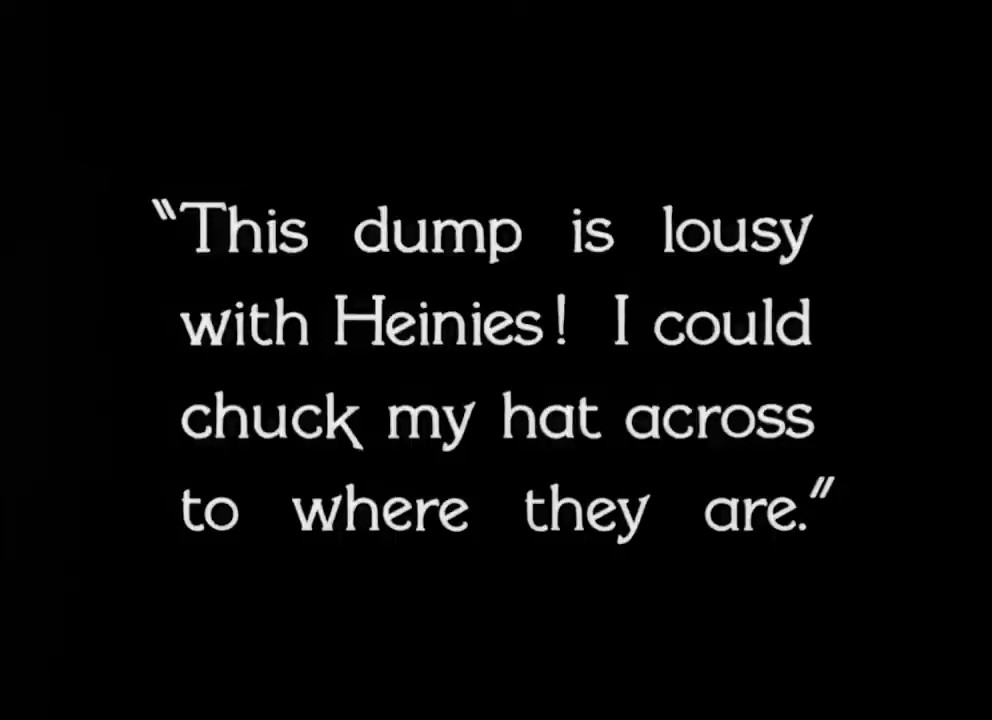 "This dump is lousy
with Heinies! I could
chuck my hat across
to where they are."